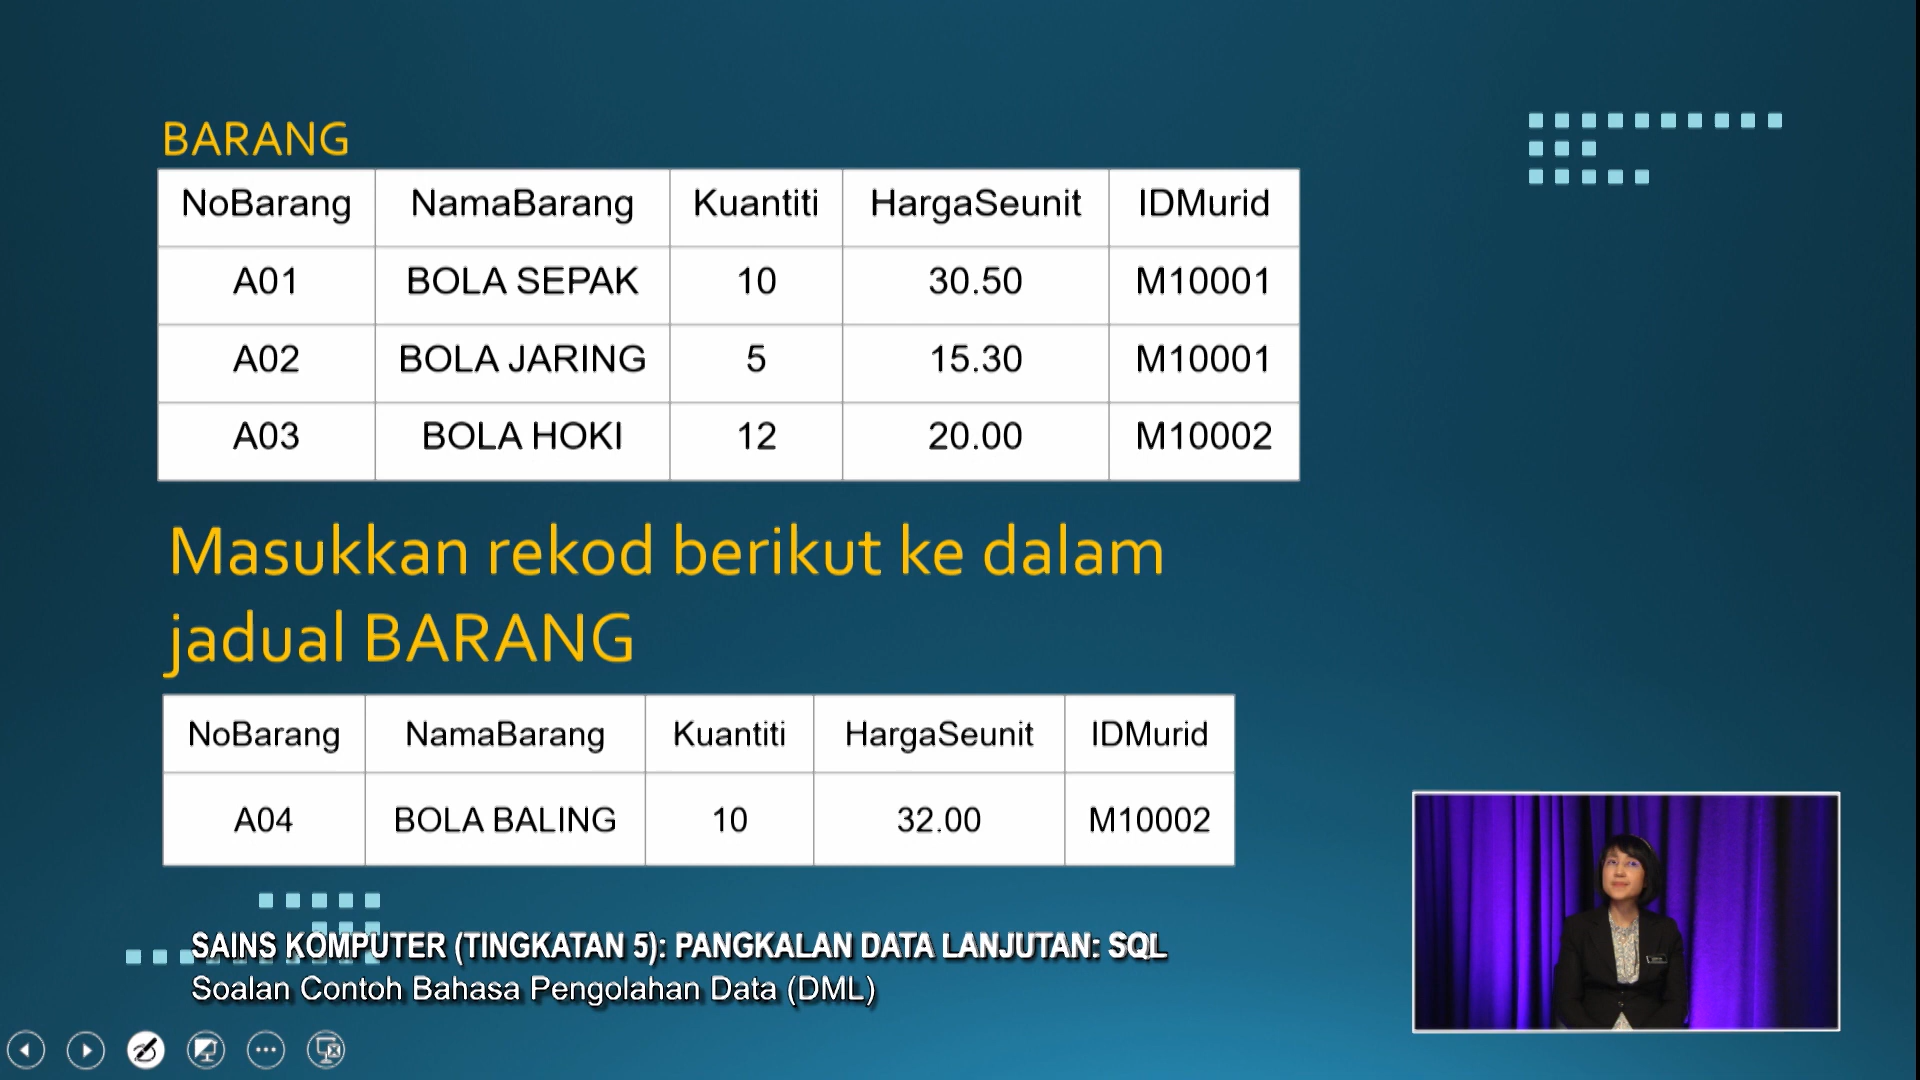 BARANG
NoBarang NamaBarang Kuantiti HargaSeunit IDMurid
A01 BOLA SEPAK 10 30.50 M10001
A02 BOLA JARING 5 15.30 M10001
A03 BOLA HOKI 12 20.00 M10002
Masukkan rekod berikut ke dalam
jadual BARANG
NoBarang NamaBarang Kuantiti HargaSeunit IDMurid
A04 BOLA BALING 10 32.00 M10002
SAINS KOMPUTER (TINGKATAN 5): PANGKALAN DATA LANJUTAN: SQL
Soalan Contoh Bahasa Pengolahan Data (DML)